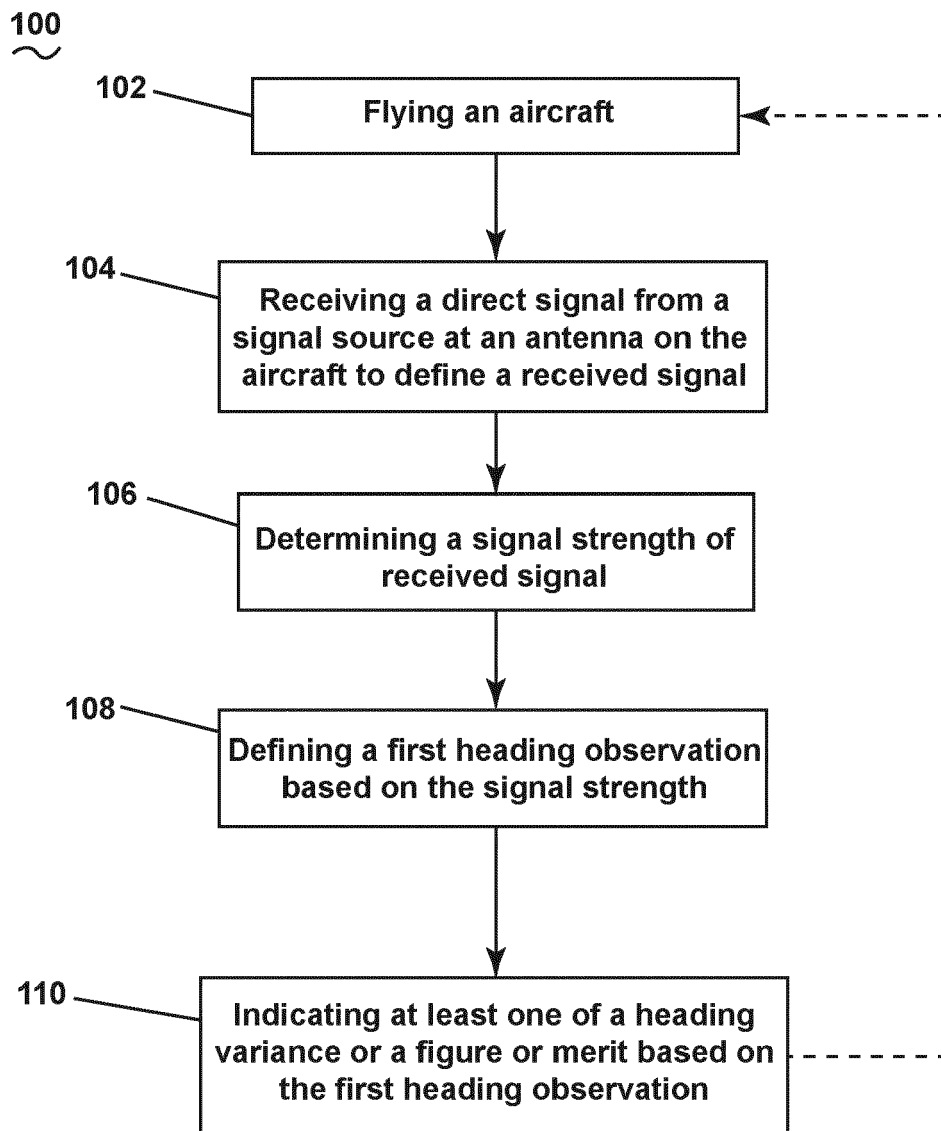 100
102
Flying an aircraft
104
Receiving a direct signal from a
signal source at an antenna on the
aircraft to define a received signal
106
Determining a signal strength of
received signal
108
Defining a first heading observation
based on the signal strength
110
Indicating at least one of a heading
variance or a figure or merit based on
the first heading observation